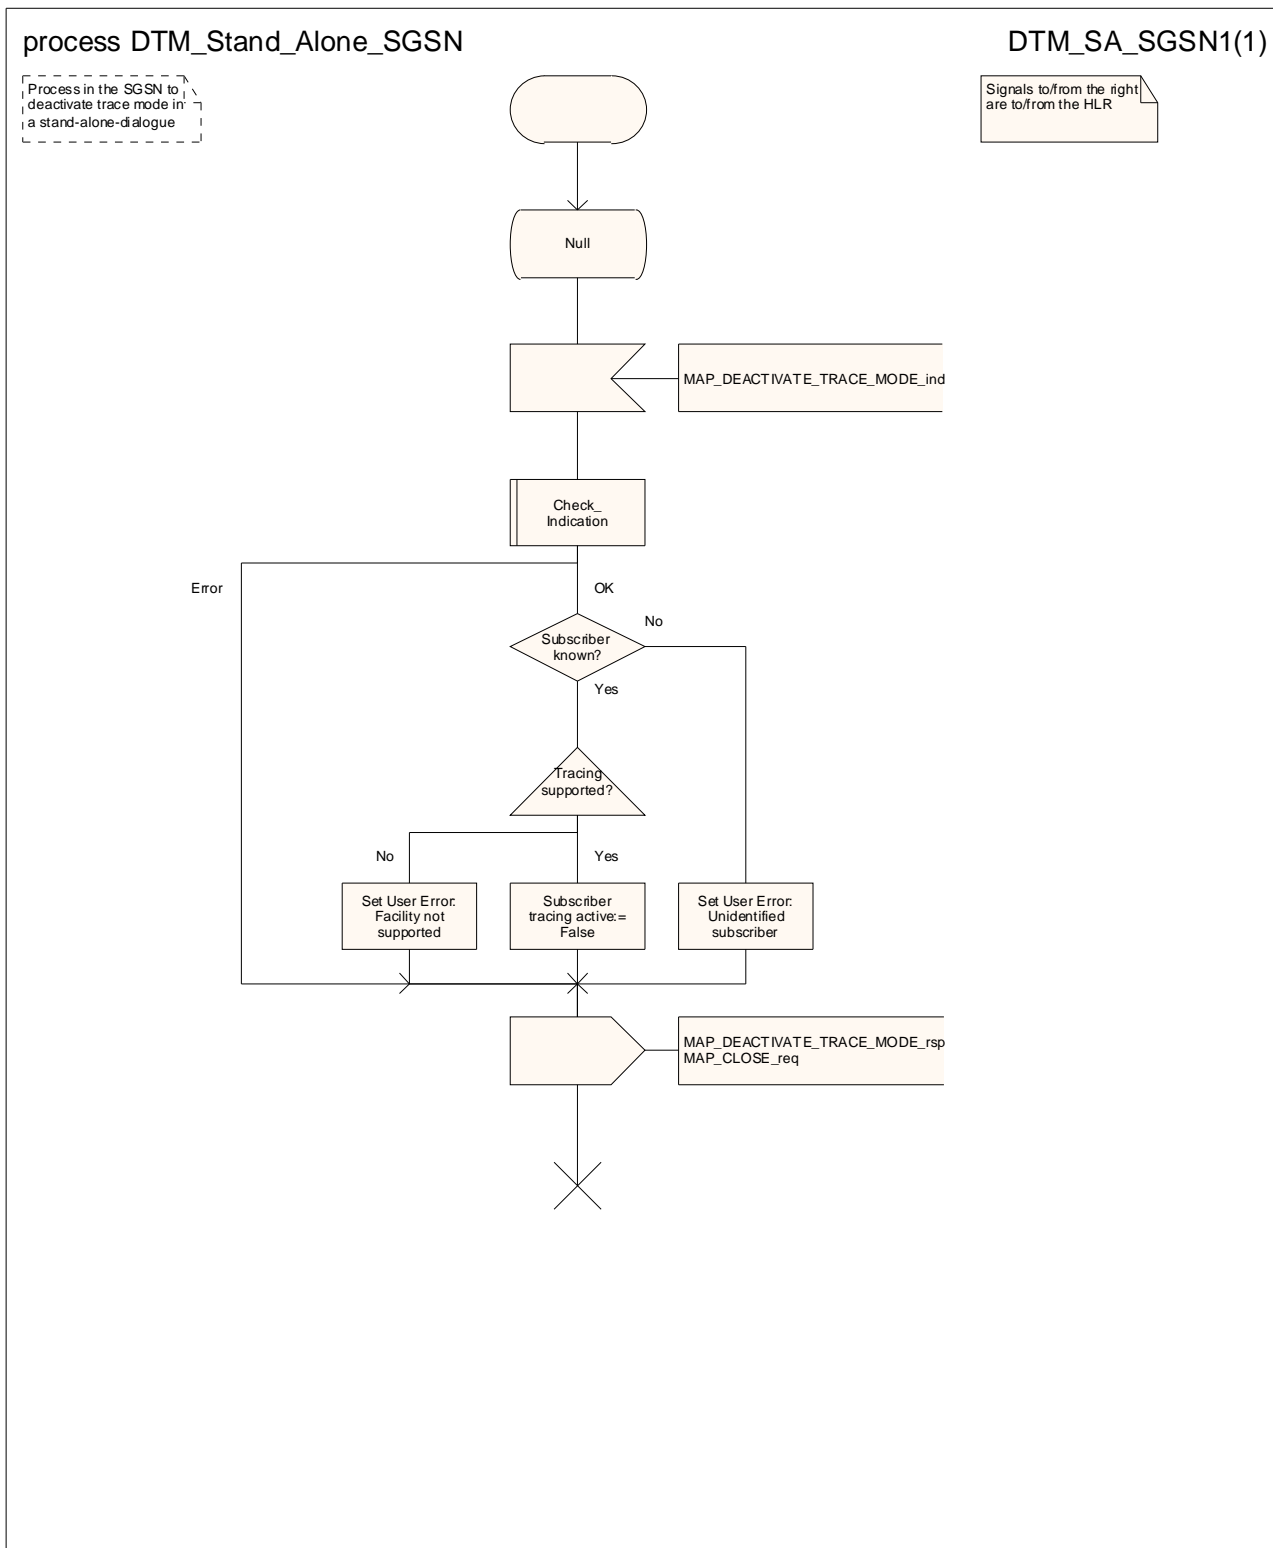 process DTM_Stand_Alone_SGSN
DTM_SA_SGSN1(1)
Process in the SGSN to
deactivate trace mode in
a stand-alone-dialogue
Signals to/from the right
are to/from the HLR
Null
MAP_DEACTIVATE_TRACE_MODE_ind
Check_
Indication
Error
OK
No
Subscriber
known?
Yes
Tracing
supported?
No
Yes
Set User Error:
Facility not
supported
Subscriber
tracing active:=
False
Set User Error:
Unidentified
subscriber
MAP_DEACTIVATE_TRACE_MODE_rsp
MAP_CLOSE_req